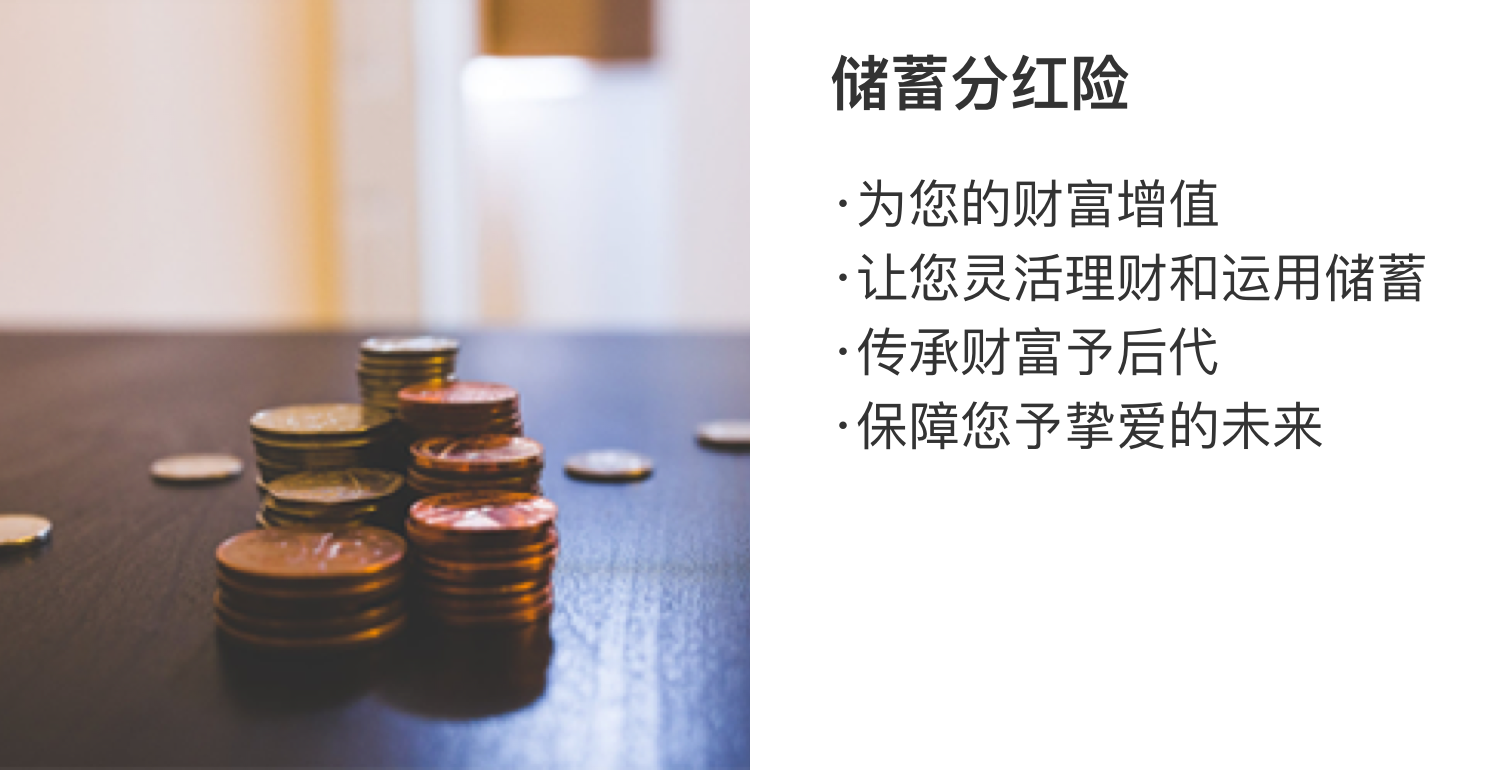 储蓄分红险
·为您的财富增值
·让您灵活理财和运用储蓄
·传承财富予后代
·保障您予挚爱的未来